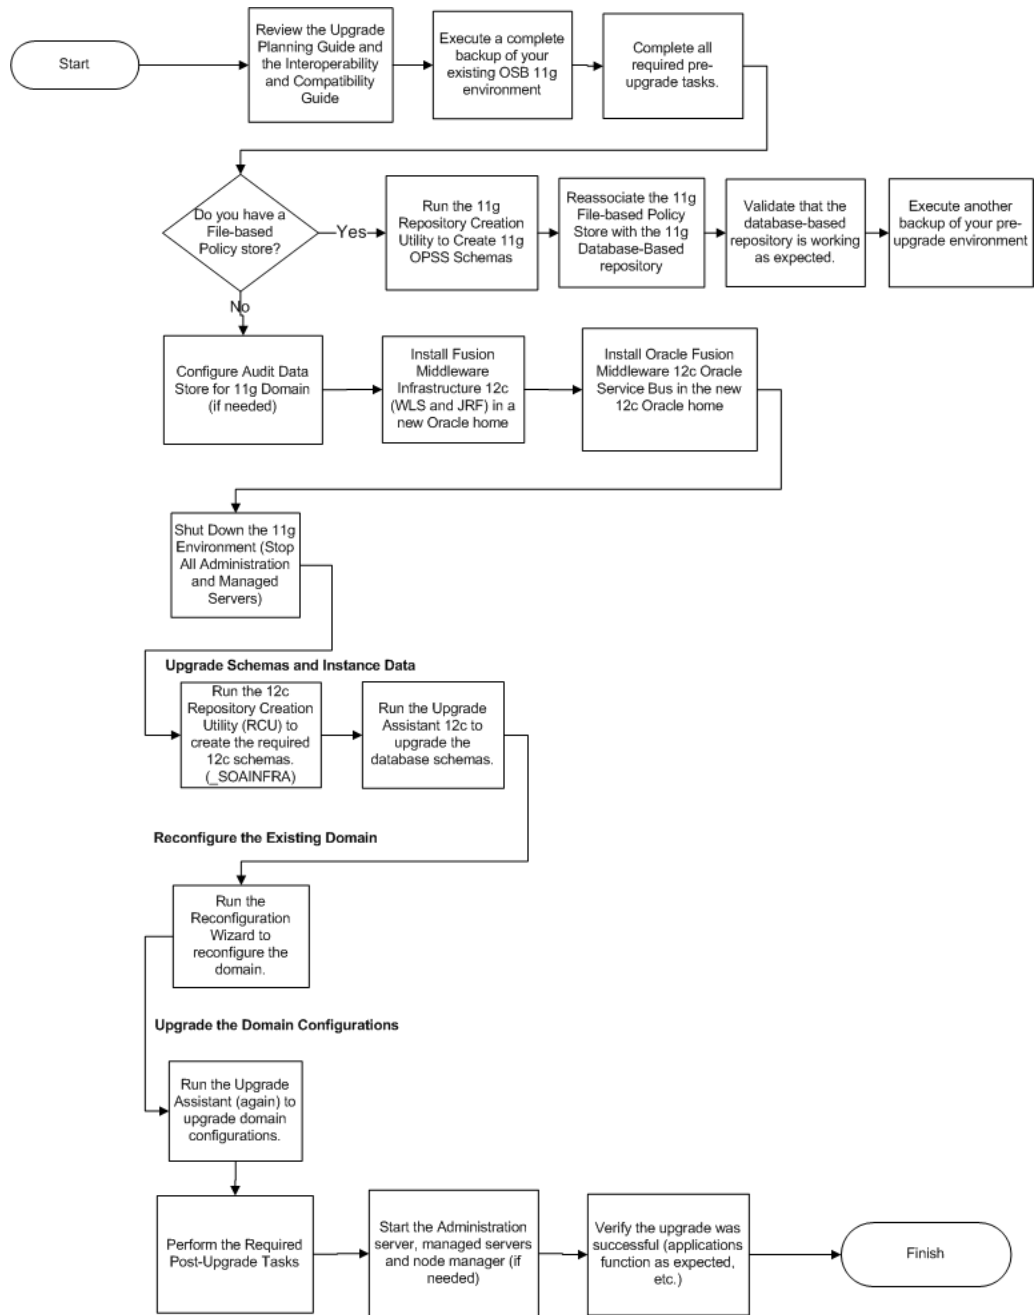 Start
Review the Upgrade
Planning Guide and
the Interoperability
and Compatibility
Guide
Execute a complete
backup of your
existing OSB 11g
environment
Complete all
required pre-
upgrade tasks.
Do you have a
File-based
Policy store?
Yes
Run the 11g
Repository Creation
Utility to Create 11g
OPSS Schemas
Reassociate the 11g
File-based Policy
Store with the 11g
Database-Based
repository
Validate that the
database-based
repository is working
as expected.
Execute another
backup of your pre-
upgrade environment
No
Configure Audit Data
Store for 11g Domain
(if needed)
Install Fusion
Middleware
Infrastructure 12c
(WLS and JRF) in a
new Oracle home
Install Oracle Fusion
Middleware 12c Oracle
Service Bus in the new
12c Oracle home
Shut Down the 11g
Environment (Stop
All Administration
and Managed
Servers)
Upgrade Schemas and Instance Data
Run the 12c
Repository Creation
Utility (RCU) to
create the required
12c schemas.
(_SOAINFRA)
Run the Upgrade
Assistant 12c to
upgrade the
database schemas.
Reconfigure the Existing Domain
Run the
Reconfiguration
Wizard to
reconfigure the
domain.
Upgrade the Domain Configurations
Run the Upgrade
Assistant (again) to
upgrade domain
configurations.
Perform the Required
Post-Upgrade Tasks
Start the Administration
server, managed servers
and node manager (if
needed)
Verify the upgrade was
successful (applications
function as expected,
etc.)
Finish